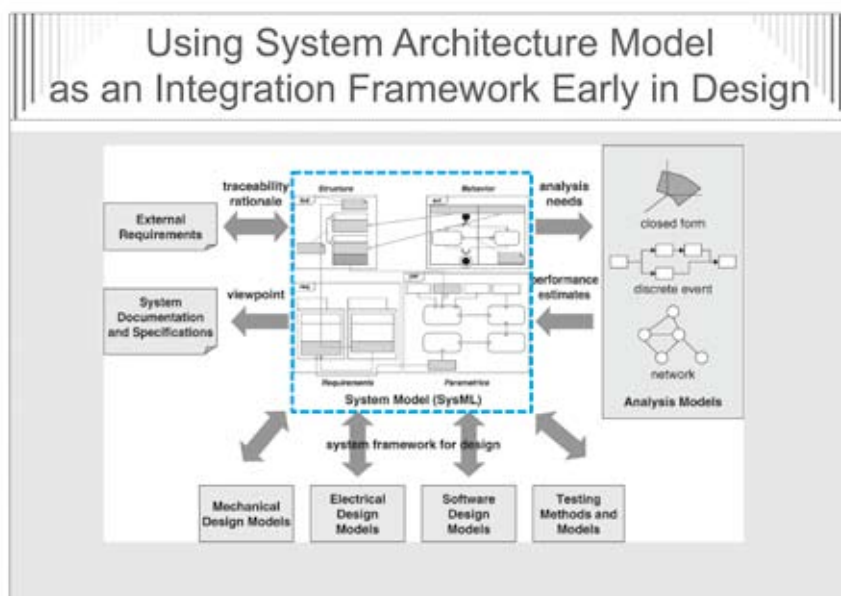 Using System Architecture Model
as an Integration Framework Early in Design
traceability
rationale
Structure
Behavior
analysis
needs
External
Requirements
closed form
System
Documentation
and Specifications
viewpoint
performance
estimates
discrete event
network
Requirements
Parametrics
System Model (SysML)
Analysis Models
system framework for design
Mechanical
Design Models
Electrical
Design
Models
Software
Design
Models
Testing
Methods and
Models